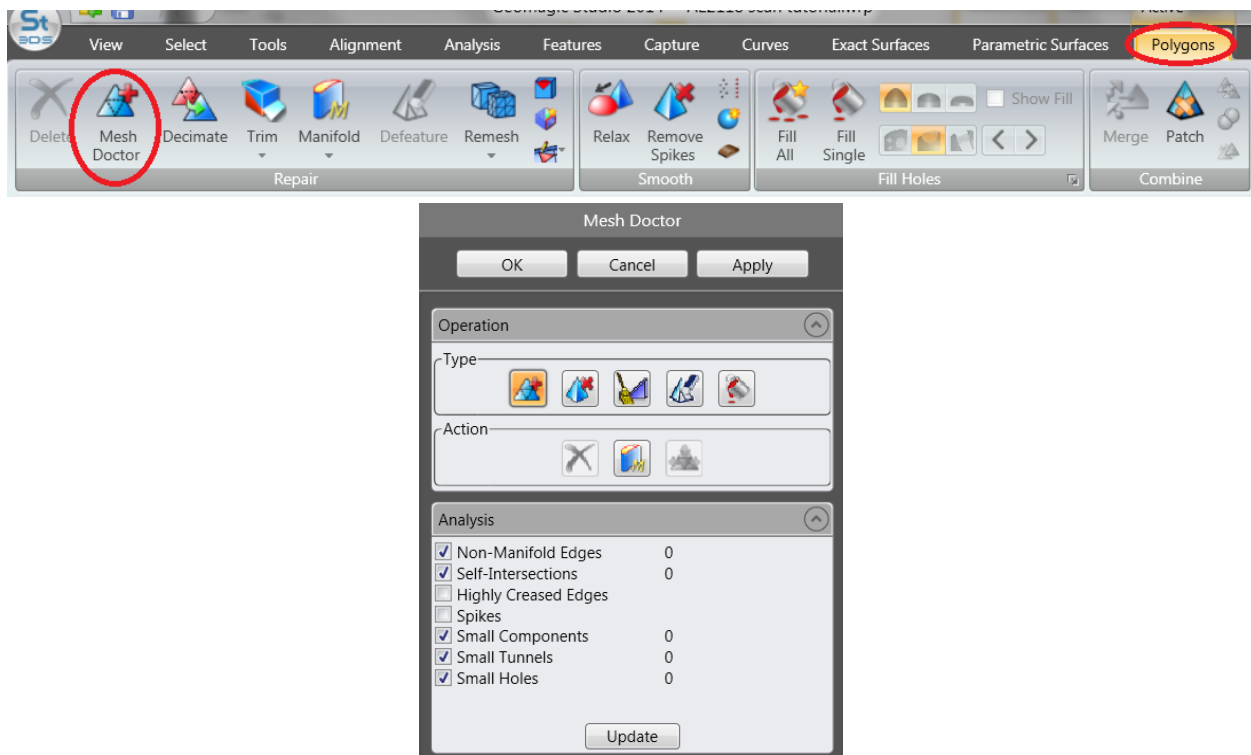 St
3DS
View Select Tools Alignment Analysis Features Capture Curves Exact Surfaces Parametric Surfaces Polygons
Delete Mesh Doctor Decimate Trim Manifold Defeature Remesh Relax Remove Spikes Fill All Fill Single Show Fill Merge Patch
Repair Smooth Fill Holes Combine
Mesh Doctor
OK Cancel Apply
Operation
Type
Action
Analysis
Non-Manifold Edges 0
Self-Intersections 0
Highly Creased Edges
Spikes
Small Components 0
Small Tunnels 0
Small Holes 0
Update